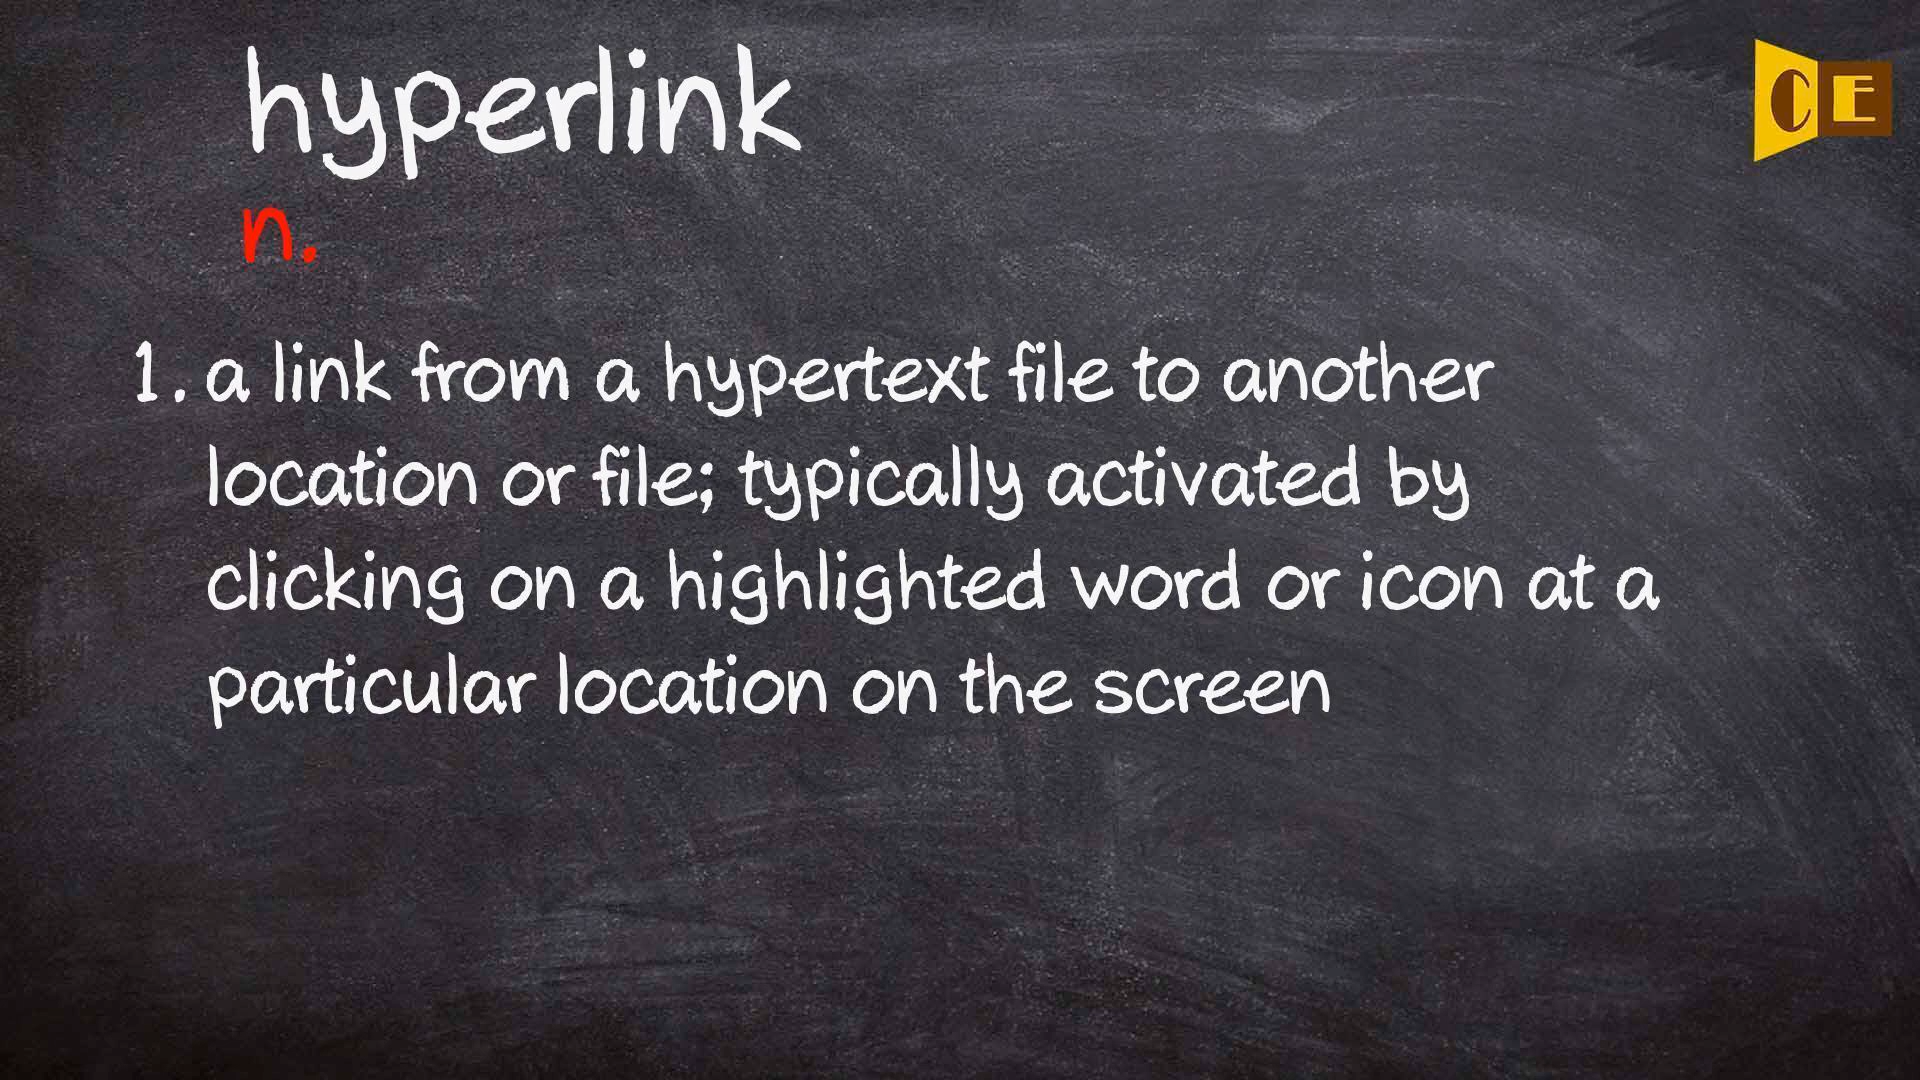 hyperlink
CE
n.
1. a link from a hypertext file to another
location or file; typically activated by
clicking on a highlighted word or icon at a
particular location on the screen